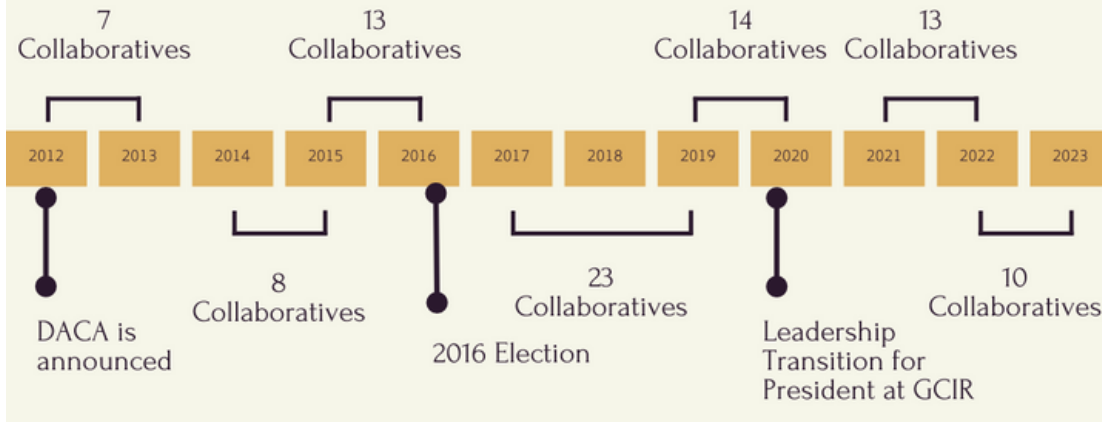 7
Collaboratives
13
Collaboratives
14
Collaboratives
13
Collaboratives
2012
2013
2014
2015
2016
2017
2018
2019
2020
2021
2022
2023
8
Collaboratives
23
Collaboratives
10
Collaboratives
DACA is
announced
2016 Election
Leadership
Transition for
President at GCIR